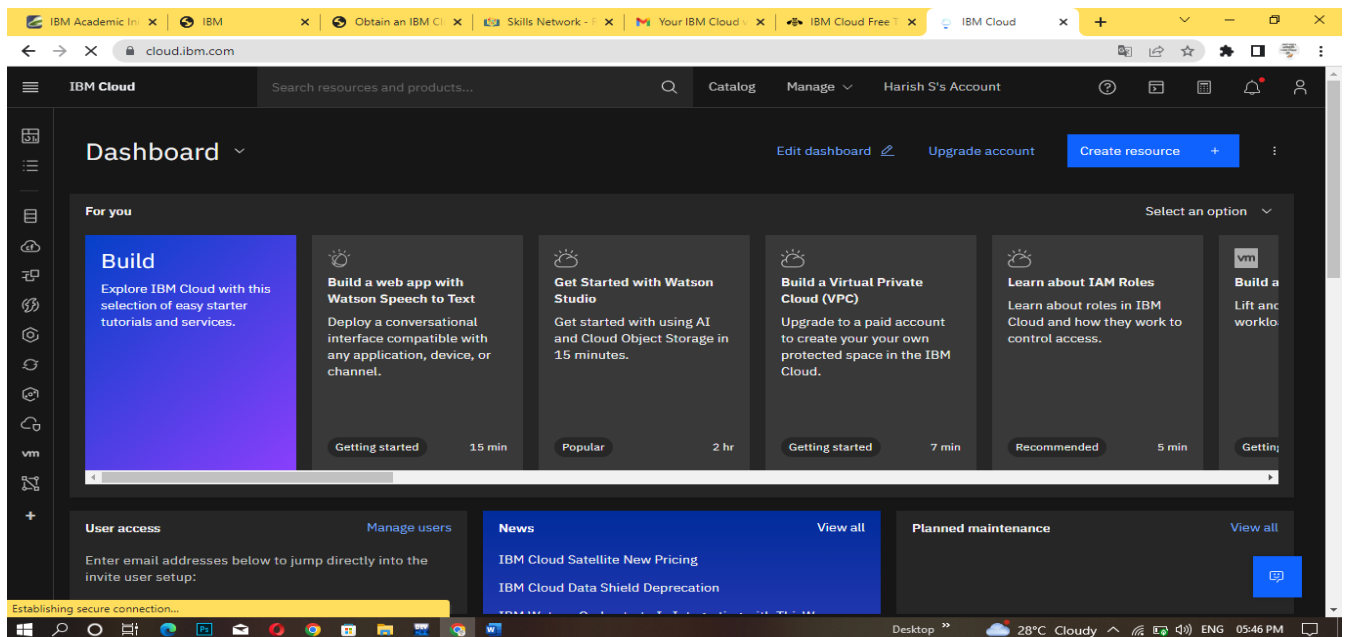 IBM Academic Ini
IBM
Obtain an IBM Cl
Skills Network - F
Your IBM Cloud v
IBM Cloud Free T
IBM Cloud
cloud.ibm.com
IBM Cloud
Search resources and products...
Catalog
Manage
Harish S's Account
Dashboard
Edit dashboard
Upgrade account
Create resource +
For you
Select an option
Build
Explore IBM Cloud with this
selection of easy starter
tutorials and services.
Build a web app with
Watson Speech to Text
Deploy a conversational
interface compatible with
any application, device, or
channel.
Getting started 15 min
Get Started with Watson
Studio
Get started with using AI
and Cloud Object Storage in
15 minutes.
Popular 2 hr
Build a Virtual Private
Cloud (VPC)
Upgrade to a paid account
to create your your own
protected space in the IBM
Cloud.
Getting started 7 min
Learn about IAM Roles
Learn about roles in IBM
Cloud and how they work to
control access.
Recommended 5 min
vm
Build a
Lift and
worklo
Getting
vm
User access
Manage users
Enter email addresses below to jump directly into the
invite user setup:
News
View all
IBM Cloud Satellite New Pricing
IBM Cloud Data Shield Deprecation
Planned maintenance
View all
Establishing secure connection...
Desktop
28°C Cloudy
ENG
05:46 PM